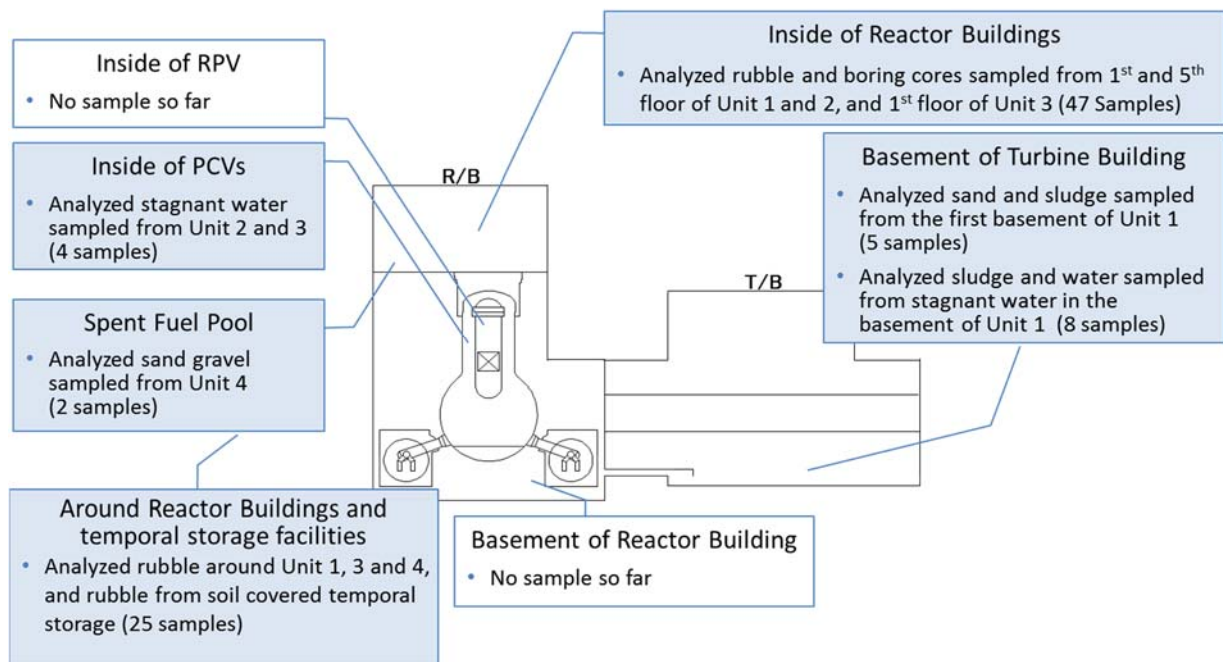 Inside of RPV
• No sample so far
Inside of PCVs
• Analyzed stagnant water
sampled from Unit 2 and 3
(4 samples)
Spent Fuel Pool
• Analyzed sand gravel
sampled from Unit 4
(2 samples)
Around Reactor Buildings and
temporal storage facilities
• Analyzed rubble around Unit 1, 3 and 4,
and rubble from soil covered temporal
storage (25 samples)
R/B
Inside of Reactor Buildings
• Analyzed rubble and boring cores sampled from 1st and 5th
floor of Unit 1 and 2, and 1st floor of Unit 3 (47 Samples)
Basement of Turbine Building
• Analyzed sand and sludge sampled
from the first basement of Unit 1
(5 samples)
• Analyzed sludge and water sampled
from stagnant water in the
basement of Unit 1 (8 samples)
T/B
Basement of Reactor Building
• No sample so far